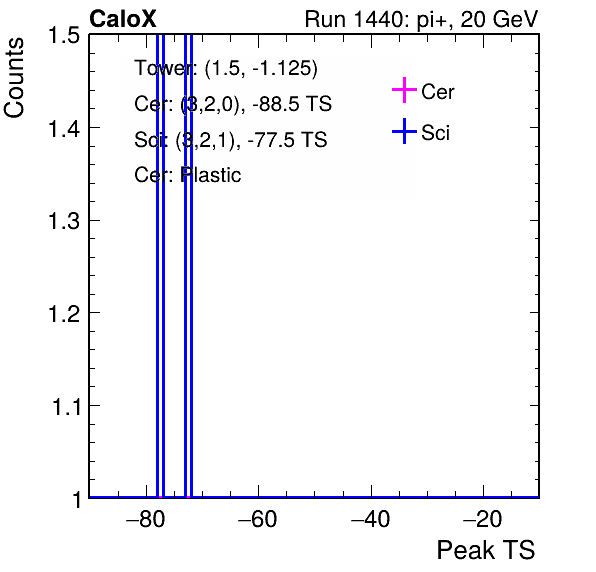 CaloX Run 1440: pi+, 20 GeV
Counts
1.5
Tower: (1.5, -1.125)
Cer: (3,2,0), -88.5 TS
Sci: (3,2,1), -77.5 TS
Cer: Plastic
Cer
Sci
1.4
1.3
1.2
1.1
1
−80 −60 −40 −20
Peak TS